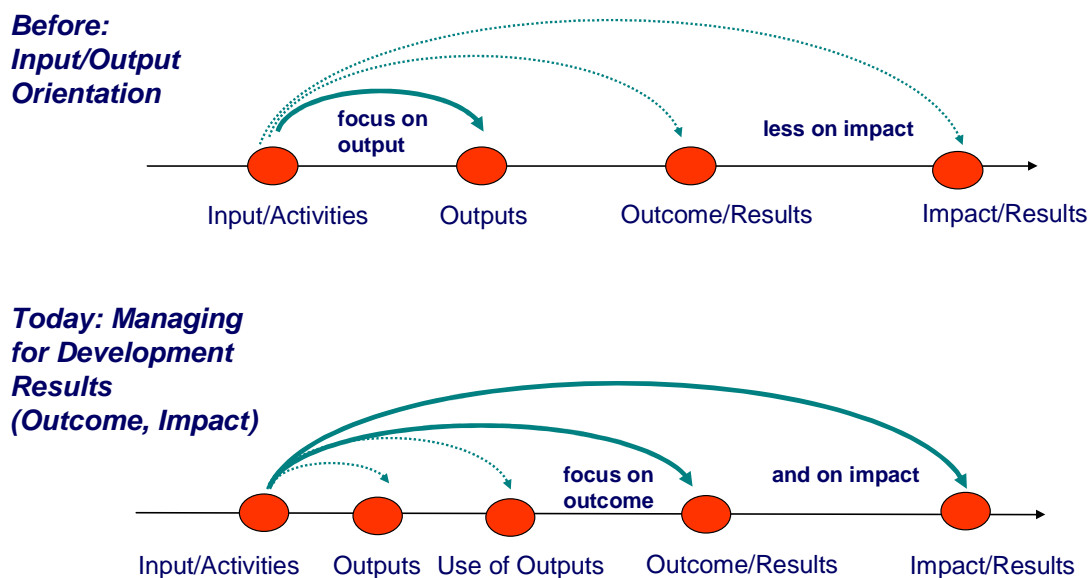 Before:
Input/Output
Orientation
focus on
output
less on impact
Input/Activities
Outputs
Outcome/Results
Impact/Results
Today: Managing
for Development
Results
(Outcome, Impact)
focus on
outcome
and on impact
Input/Activities
Outputs
Use of Outputs
Outcome/Results
Impact/Results